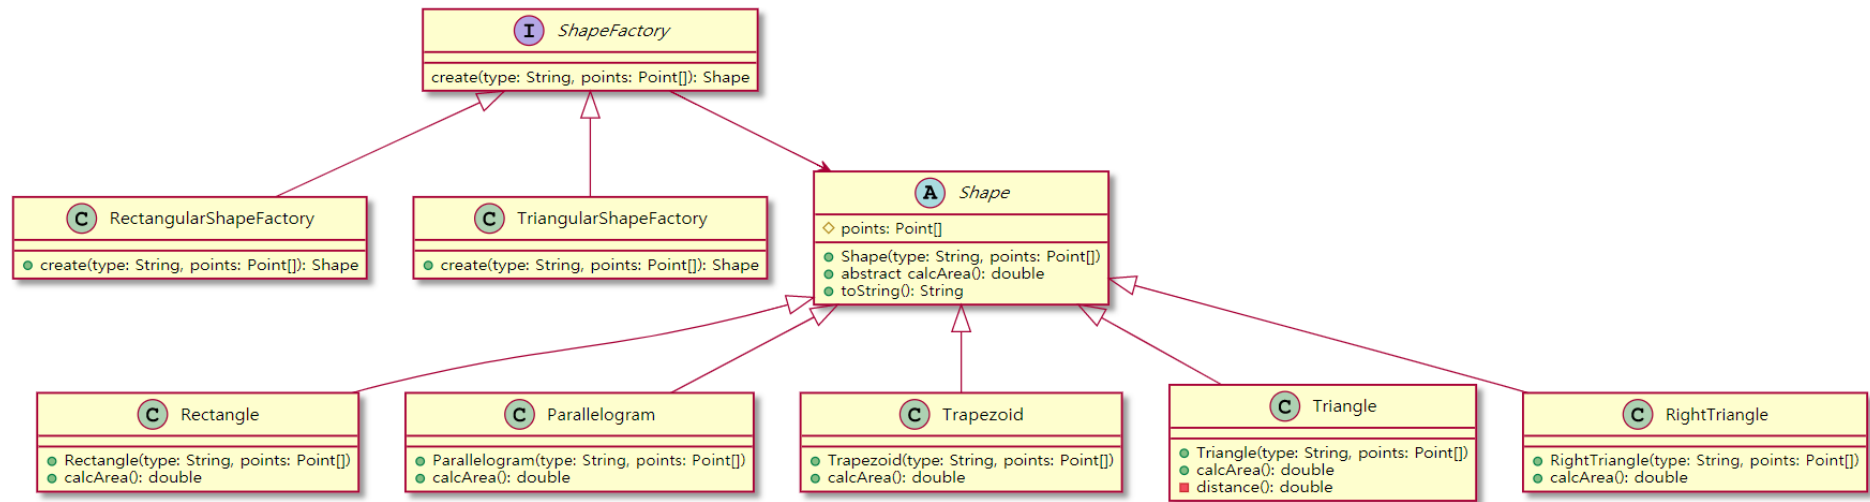 I ShapeFactory
create(type: String, points: Point[]): Shape
C RectangularShapeFactory
create(type: String, points: Point[]): Shape
C TriangularShapeFactory
create(type: String, points: Point[]): Shape
A Shape
points: Point[]
Shape(type: String, points: Point[])
abstract calcArea(): double
toString(): String
C Rectangle
Rectangle(type: String, points: Point[])
calcArea(): double
C Parallelogram
Parallelogram(type: String, points: Point[])
calcArea(): double
C Trapezoid
Trapezoid(type: String, points: Point[])
calcArea(): double
C Triangle
Triangle(type: String, points: Point[])
calcArea(): double
distance(): double
C RightTriangle
RightTriangle(type: String, points: Point[])
calcArea(): double